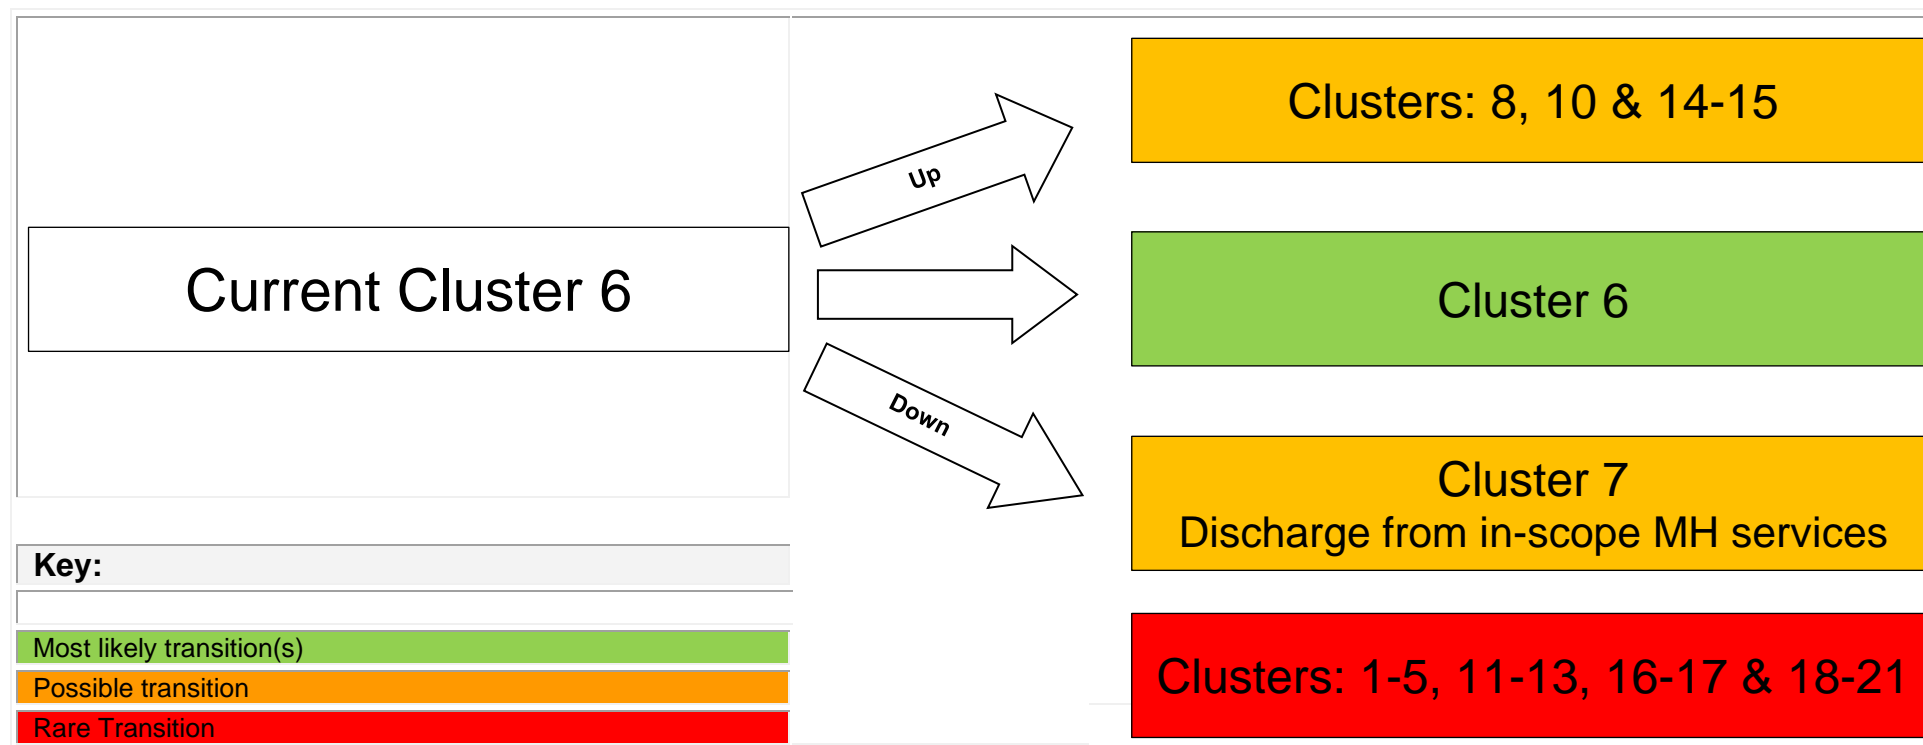 Current Cluster 6
Up
Down
Clusters: 8, 10 & 14-15
Cluster 6
Cluster 7
Discharge from in-scope MH services
Clusters: 1-5, 11-13, 16-17 & 18-21
Key:
Most likely transition(s)
Possible transition
Rare Transition